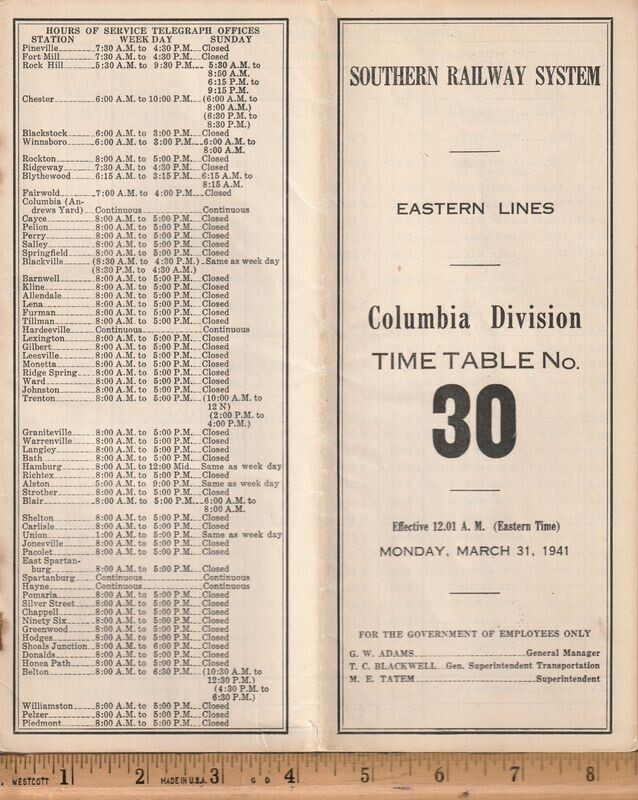 HOURS OF SERVICE TELEGRAPH OFFICES
STATION WEEK DAY SUNDAY
Pineville 7:30 A.M. to 4:30 P.M. Closed
Fort Mill 7:30 A.M. to 4:30 P.M. Closed
Rock Hill 5:30 A.M. to 9:30 P.M. 5:30 A.M. to
8:50 A.M.
6:15 P.M. to
9:15 P.M.
Chester 6:00 A.M. to 10:00 P.M. (6:00 A.M. to
8:00 A.M.)
(6:30 P.M. to
8:30 P.M.)
Blackstock 6:00 A.M. to 3:00 P.M. Closed
Winnsboro 6:00 A.M. to 3:00 P.M. 6:00 A.M. to
8:00 A.M.
Rockton 8:00 A.M. to 5:00 P.M. Closed
Ridgeway 7:30 A.M. to 4:30 P.M. Closed
Blythewood 6:15 A.M. to 3:15 P.M. 6:15 A.M. to
8:15 A.M.
Fairwold 7:00 A.M. to 4:00 P.M. Closed
Columbia (An-
drews Yard) Continuous Continuous
Cayce 8:00 A.M. to 5:00 P.M. Closed
Pelion 8:00 A.M. to 5:00 P.M. Closed
Perry 8:00 A.M. to 5:00 P.M. Closed
Salley 8:00 A.M. to 5:00 P.M. Closed
Springfield 8:00 A.M. to 5:00 P.M. Closed
Blackville (8:30 A.M. to 4:30 P.M.) Same as week day
(8:30 P.M. to 4:30 A.M.)
Barnwell 8:00 A.M. to 5:00 P.M. Closed
Kline 8:00 A.M. to 5:00 P.M. Closed
Allendale 8:00 A.M. to 5:00 P.M. Closed
Lena 8:00 A.M. to 5:00 P.M. Closed
Furman 8:00 A.M. to 5:00 P.M. Closed
Tillman 8:00 A.M. to 5:00 P.M. Closed
Hardeeville Continuous Continuous
Lexington 8:00 A.M. to 5:00 P.M. Closed
Gilbert 8:00 A.M. to 5:00 P.M. Closed
Leesville 8:00 A.M. to 5:00 P.M. Closed
Monetta 8:00 A.M. to 5:00 P.M. Closed
Ridge Spring 8:00 A.M. to 5:00 P.M. Closed
Ward 8:00 A.M. to 5:00 P.M. Closed
Johnston 8:00 A.M. to 5:00 P.M. Closed
Trenton 8:00 A.M. to 5:00 P.M. (10:00 A.M. to
12 N)
(2:00 P.M. to
4:00 P.M.)
Graniteville 8:00 A.M. to 5:00 P.M. Closed
Warrenville 8:00 A.M. to 5:00 P.M. Closed
Langley 8:00 A.M. to 5:00 P.M. Closed
Bath 8:00 A.M. to 5:00 P.M. Closed
Hamburg 8:00 A.M. to 12:00 Mid. Same as week day
Richtex 8:00 A.M. to 5:00 P.M. Closed
Alston 5:00 A.M. to 9:00 P.M. Same as week day
Strother 8:00 A.M. to 5:00 P.M. Closed
Blair 8:00 A.M. to 5:00 P.M. 6:00 A.M. to
8:00 A.M.
Shelton 8:00 A.M. to 5:00 P.M. Closed
Carlisle 8:00 A.M. to 5:00 P.M. Closed
Union 1:00 A.M. to 5:00 P.M. Same as week day
Jonesville 8:00 A.M. to 5:00 P.M. Closed
Pacolet 8:00 A.M. to 5:00 P.M. Closed
East Spartan-
burg 8:00 A.M. to 5:00 P.M. Closed
Spartanburg Continuous Continuous
Hayne Continuous Continuous
Pomaria 8:00 A.M. to 5:00 P.M. Closed
Silver Street 8:00 A.M. to 5:00 P.M. Closed
Chappell 8:00 A.M. to 5:00 P.M. Closed
Ninety Six 8:00 A.M. to 5:00 P.M. Closed
Greenwood 8:00 A.M. to 5:00 P.M. Closed
Hodges 8:00 A.M. to 5:00 P.M. Closed
Shoals Junction 8:00 A.M. to 6:00 P.M. Closed
Donalds 8:00 A.M. to 5:00 P.M. Closed
Honea Path 8:00 A.M. to 5:00 P.M. Closed
Belton 8:00 A.M. to 6:30 P.M. (10:30 A.M. to
12:30 P.M.)
(4:30 P.M. to
6:30 P.M.)
Williamston 8:00 A.M. to 5:00 P.M. Closed
Pelzer 8:00 A.M. to 5:00 P.M. Closed
Piedmont 8:00 A.M. to 5:00 P.M. Closed
SOUTHERN RAILWAY SYSTEM
EASTERN LINES
Columbia Division
TIME TABLE No.
30
Effective 12.01 A. M. (Eastern Time)
MONDAY, MARCH 31, 1941
FOR THE GOVERNMENT OF EMPLOYEES ONLY
G. W. ADAMS General Manager
T. C. BLACKWELL Gen. Superintendent Transportation
M. E. TATEM Superintendent
WESTCOTT 1 2 MADE IN U.S.A. 3 G D 4 5 6 7 8